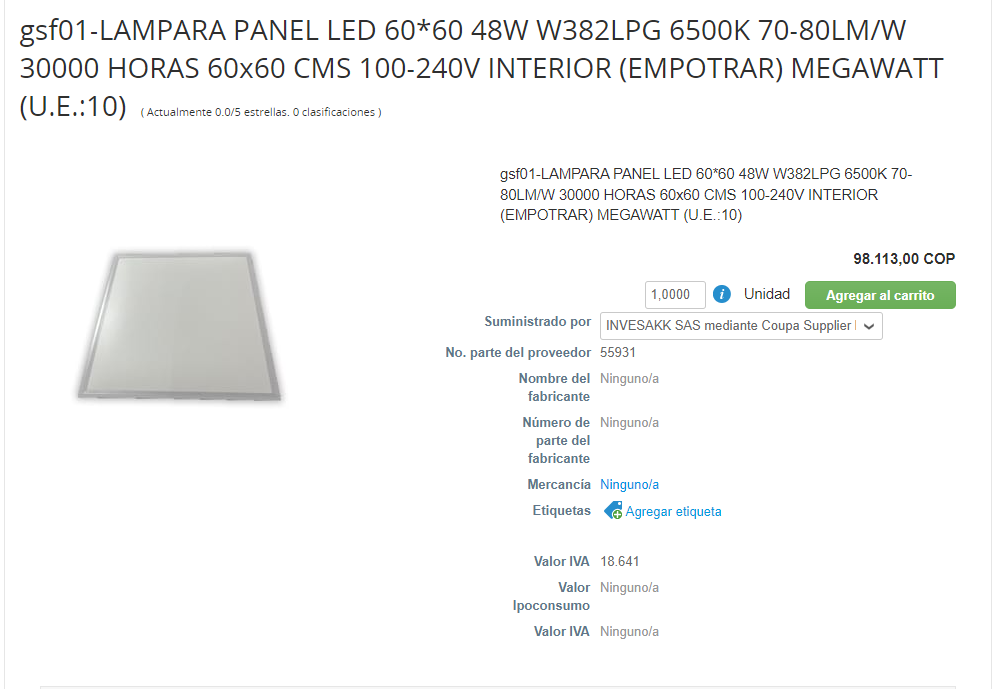 gsf01-LAMPARA PANEL LED 60*60 48W W382LPG 6500K 70-80LM/W
30000 HORAS 60x60 CMS 100-240V INTERIOR (EMPOTRAR) MEGAWATT
(U.E.:10) ( Actualmente 0.0/5 estrellas. 0 clasificaciones )
gsf01-LAMPARA PANEL LED 60*60 48W W382LPG 6500K 70-
80LM/W 30000 HORAS 60x60 CMS 100-240V INTERIOR
(EMPOTRAR) MEGAWATT (U.E.:10)
98.113,00 COP
1,0000 i Unidad Agregar al carrito
Suministrado por INVESAKK SAS mediante Coupa Supplier
No. parte del proveedor 55931
Nombre del Ninguno/a
fabricante
Número de Ninguno/a
parte del
fabricante
Mercancía Ninguno/a
Etiquetas Agregar etiqueta
Valor IVA 18.641
Valor Ninguno/a
Ipoconsumo
Valor IVA Ninguno/a